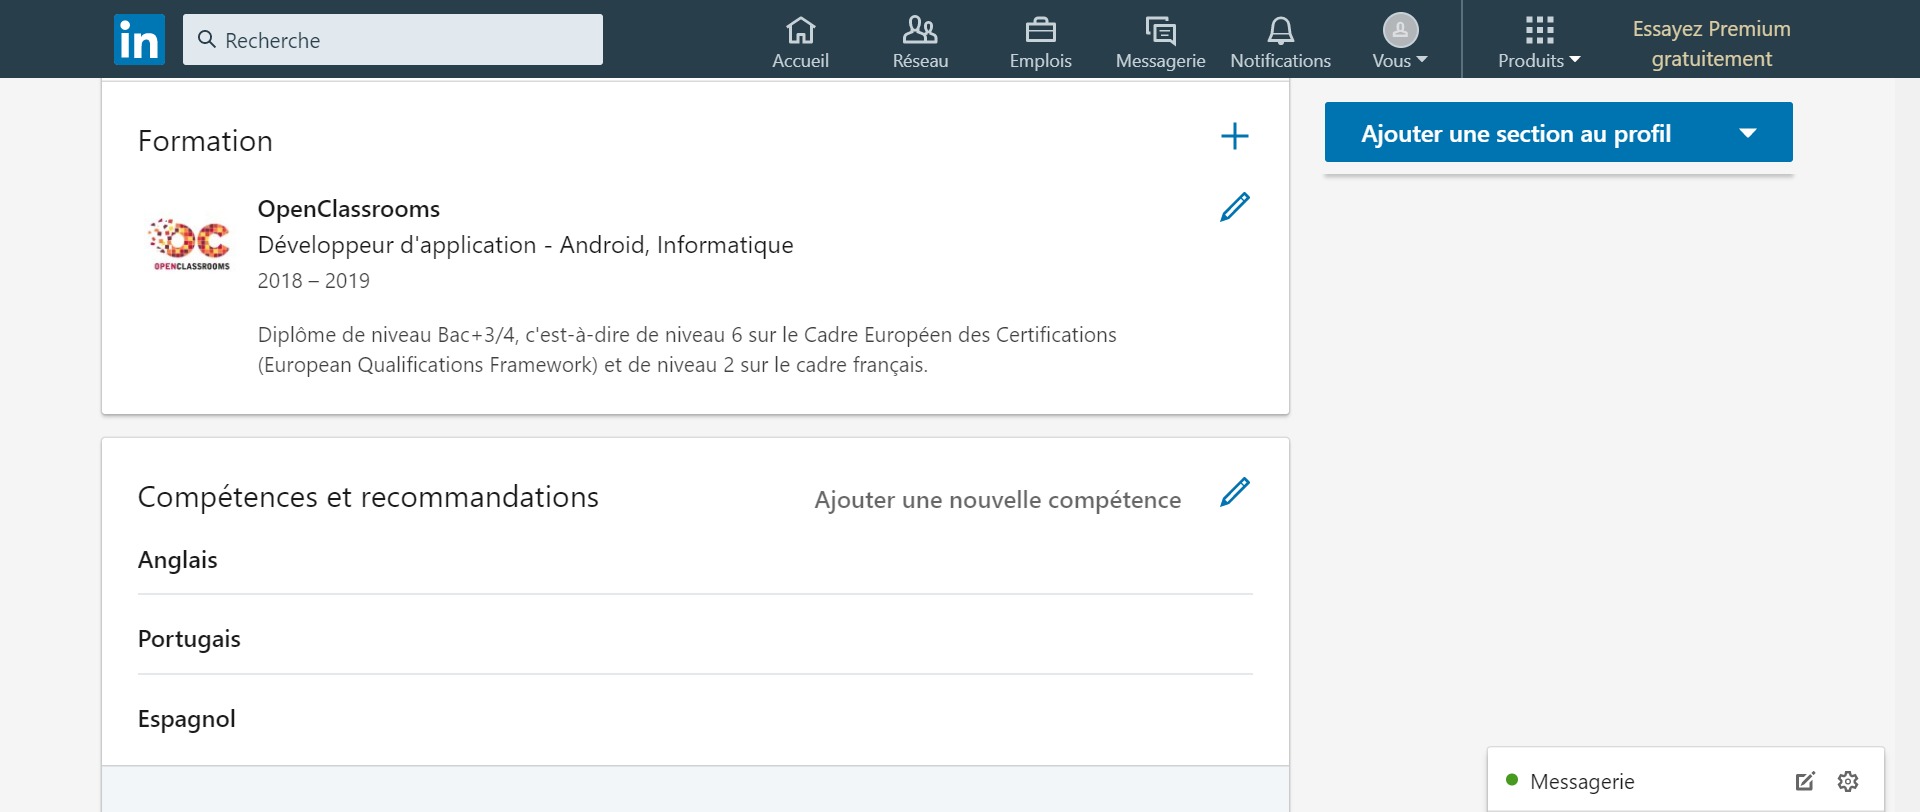 in
Recherche
Accueil
Réseau
Emplois
Messagerie
Notifications
Vous
Produits
Essayez Premium
gratuitement
Formation
Ajouter une section au profil
OPENCLASSROOMS
OpenClassrooms
Développeur d'application - Android, Informatique
2018 – 2019
Diplôme de niveau Bac+3/4, c'est-à-dire de niveau 6 sur le Cadre Européen des Certifications
(European Qualifications Framework) et de niveau 2 sur le cadre français.
Compétences et recommandations
Ajouter une nouvelle compétence
Anglais
Portugais
Espagnol
Messagerie